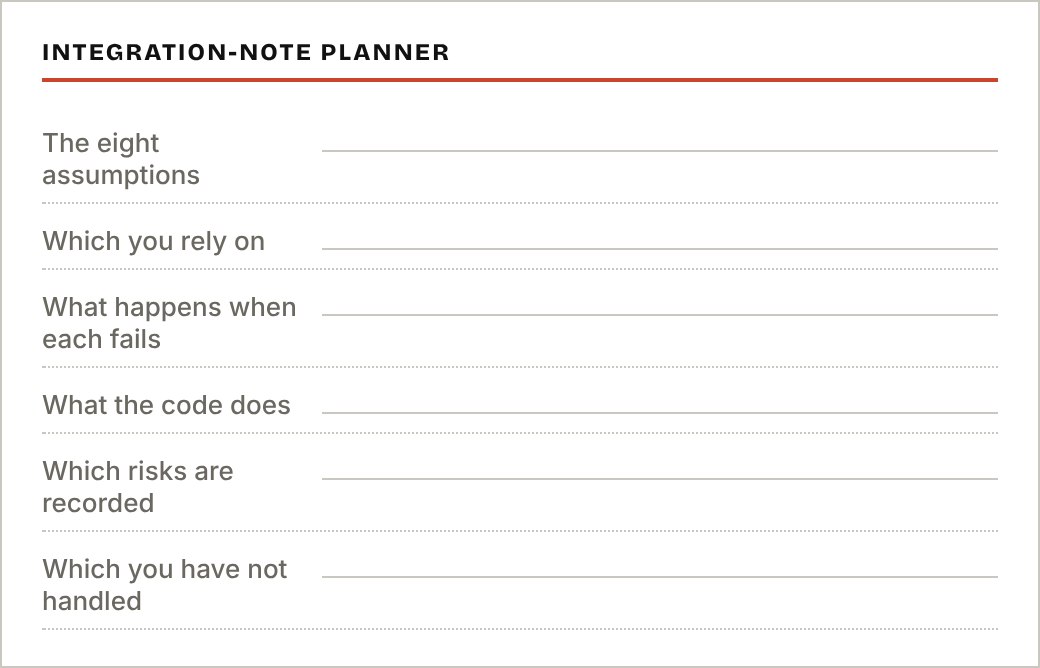 INTEGRATION-NOTE PLANNER
The eight
assumptions
Which you rely on
What happens when
each fails
What the code does
Which risks are
recorded
Which you have not
handled